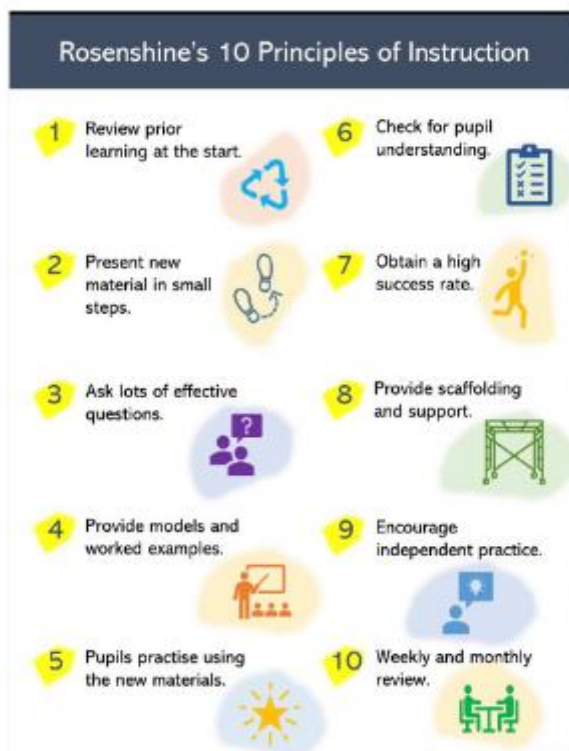 Rosenshine's 10 Principles of Instruction
1
Review prior
learning at the start.
2
Present new
material in small
steps.
3
Ask lots of effective
questions.
?
4
Provide models and
worked examples.
5
Pupils practise using
the new materials.
6
Check for pupil
understanding.
7
Obtain a high
success rate.
8
Provide scaffolding
and support.
9
Encourage
independent practice.
10
Weekly and monthly
review.